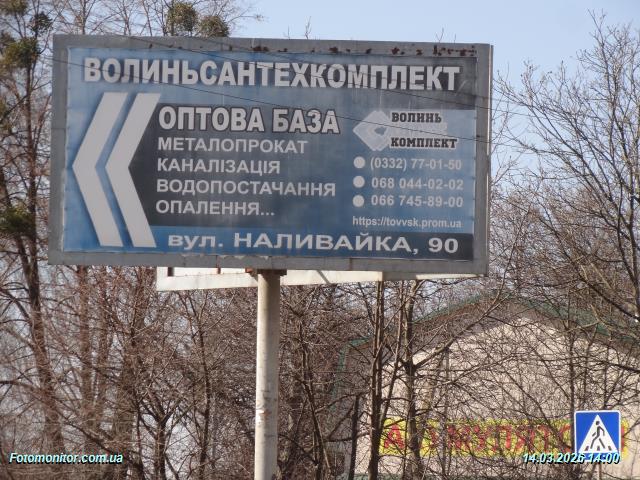 ВОЛИНЬСАНТЕХКОМПЛЕКТ
ОПТОВА БАЗА
МЕТАЛОПРОКАТ
КАНАЛІЗАЦІЯ
ВОДОПОСТАЧАННЯ
ОПАЛЕННЯ...
ВОЛИНЬ
КОМПЛЕКТ
(0332) 77-01-50
068 044-02-02
066 745-89-00
https://tovvsk.prom.ua
вул. НАЛИВАЙКА, 90
Fotomonitor.com.ua
14.03.2025 14:00